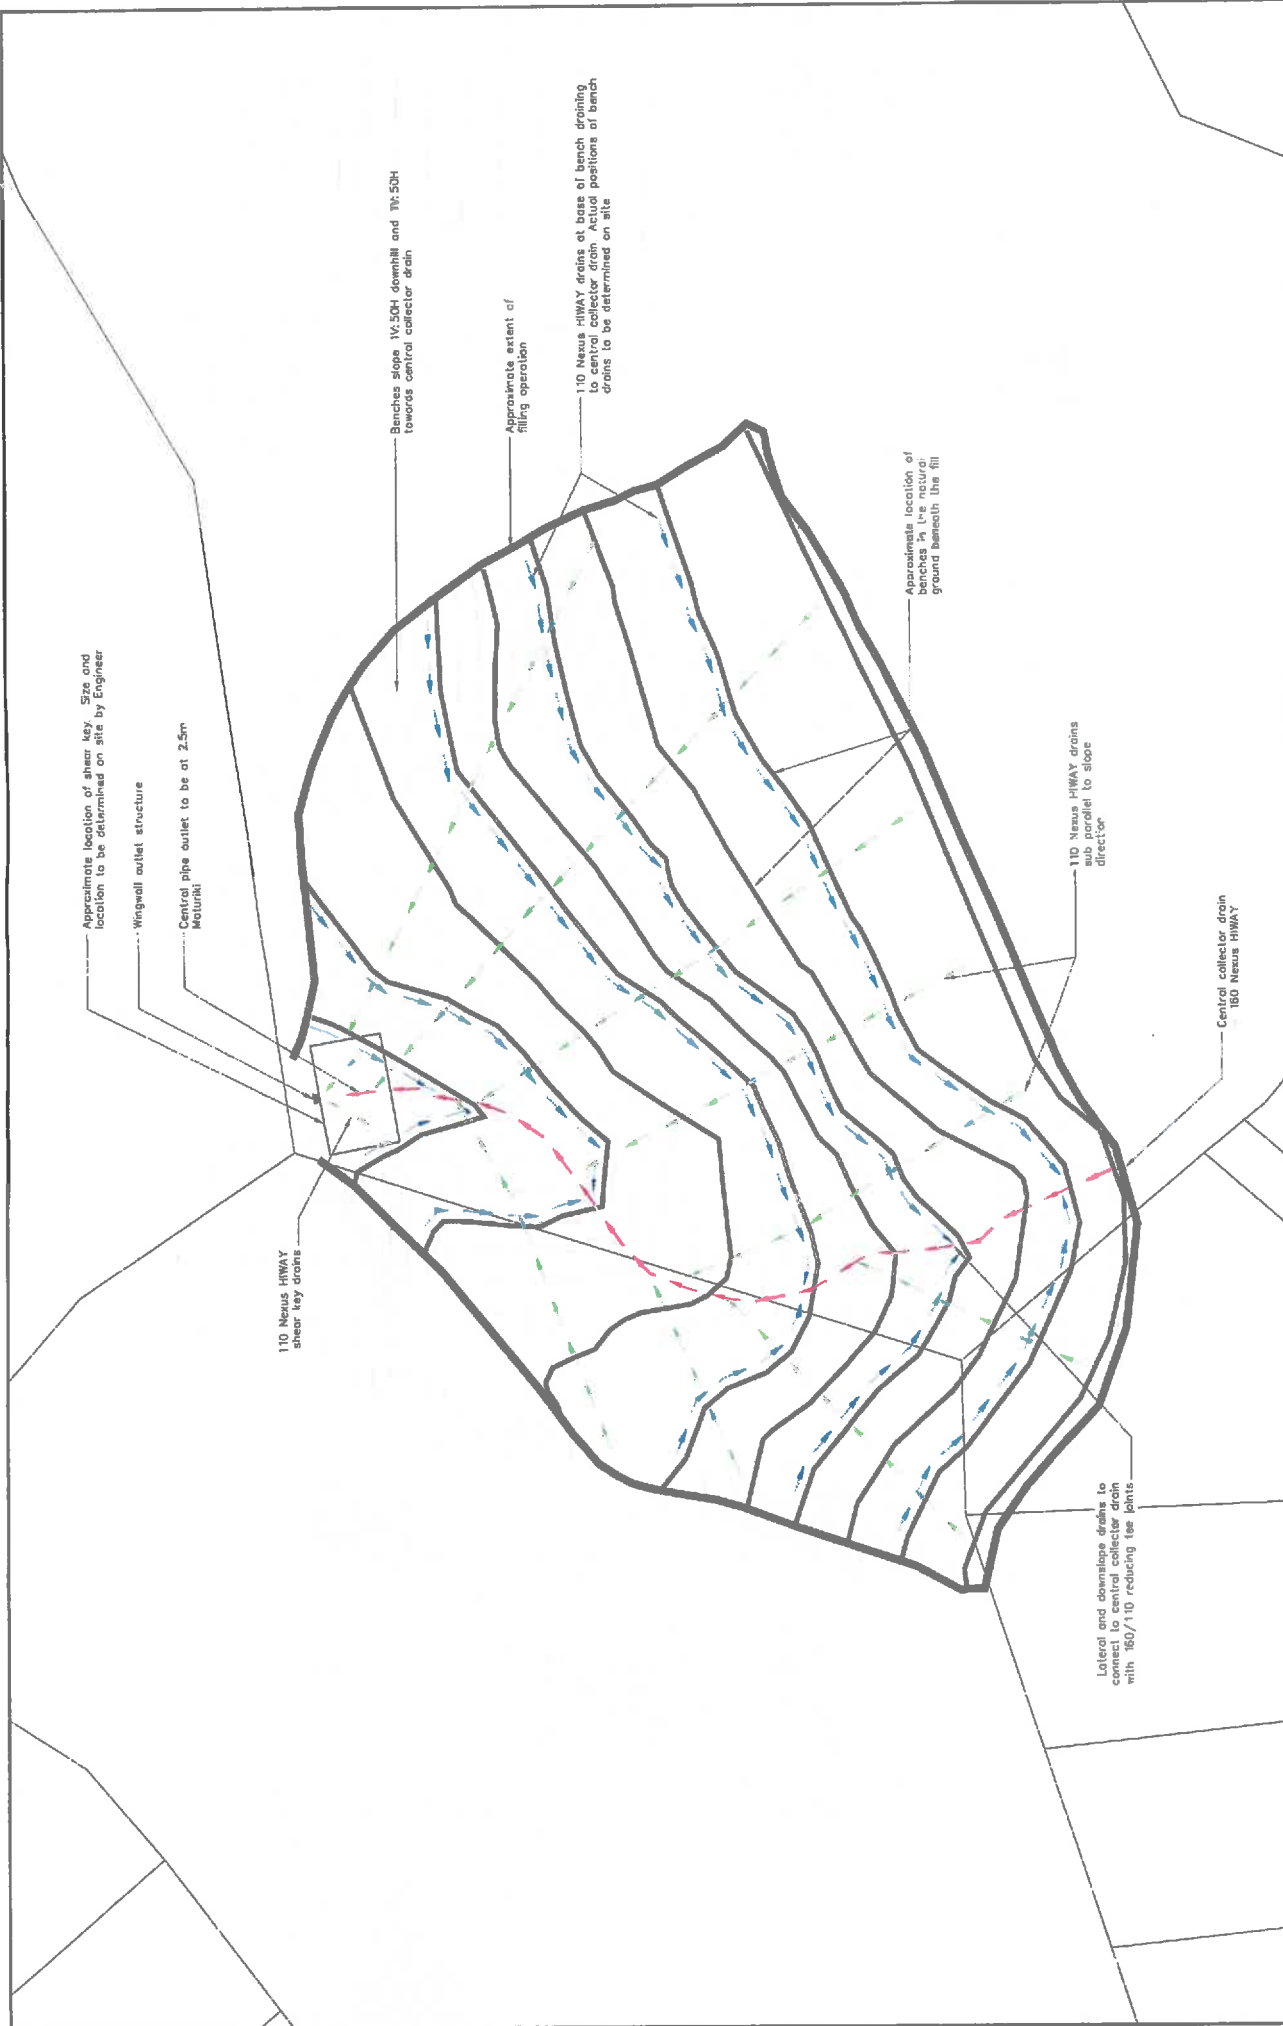 Approximate location of shear key. Size and
location to be determined on site by Engineer
Wingwall outlet structure
Central pipe outlet to be at 2.5m
Moturiki
110 Nexus HIWAY
shear key drains
Benches slope 1V:50H downhill and 1V:50H
towards central collector drain
Approximate extent of
filling operation
110 Nexus HIWAY drains at base of bench draining
to central collector drain Actual positions of bench
drains to be determined on site
Approximate location of
benches in the natural
ground beneath the fill
110 Nexus HIWAY drains
sub parallel to slope
direction
Central collector drain
160 Nexus HIWAY
Lateral and downslope drains to
connect to central collector drain
with 160/110 reducing tee joints